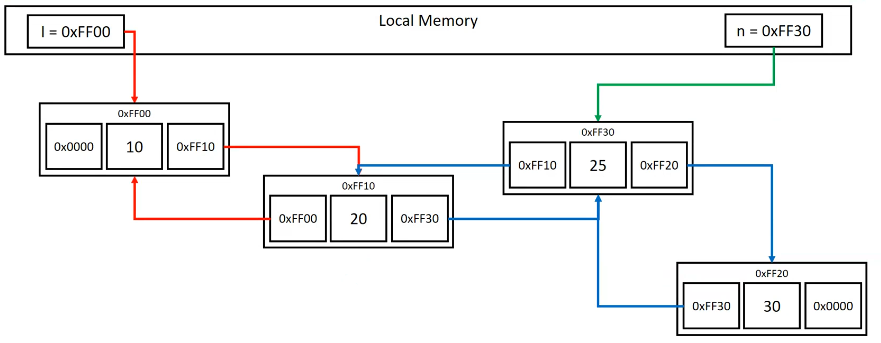 Local Memory
l = 0xFF00
n = 0xFF30
0xFF00
0x0000 10 0xFF10
0xFF30
0xFF10 25 0xFF20
0xFF10
0xFF00 20 0xFF30
0xFF20
0xFF30 30 0x0000